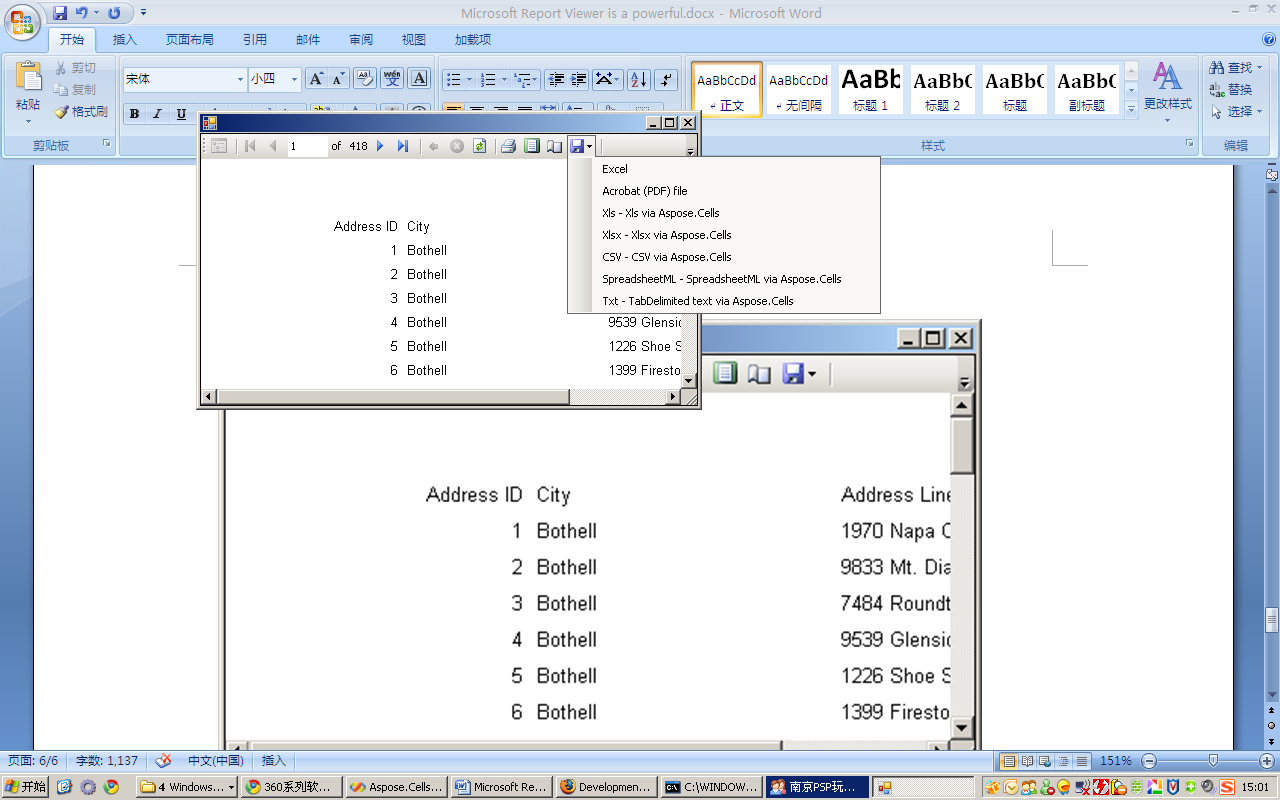 Microsoft Report Viewer is a powerful.docx - Microsoft Word
开始 插入 页面布局 引用 邮件 审阅 视图 加载项
粘贴
剪切
复制
格式刷
剪贴板
宋体 小四
B I U
AaBbCcDd AaBbCcDd AaBb AaBbC AaBbC AaBbC
正文 无间隔 标题 1 标题 2 标题 副标题
更改样式
样式
查找
替换
选择
编辑
1 of 418
Excel
Acrobat (PDF) file
Xls - Xls via Aspose.Cells
Xlsx - Xlsx via Aspose.Cells
CSV - CSV via Aspose.Cells
SpreadsheetML - SpreadsheetML via Aspose.Cells
Txt - TabDelimited text via Aspose.Cells
Address ID City
1 Bothell
2 Bothell
3 Bothell
4 Bothell 9539 Glensic
5 Bothell 1226 Shoe S
6 Bothell 1399 Firesto
Address ID City Address Line
1 Bothell 1970 Napa C
2 Bothell 9833 Mt. Dia
3 Bothell 7484 Roundt
4 Bothell 9539 Glensic
5 Bothell 1226 Shoe S
6 Bothell 1399 Firesto
页面: 6/6 字数: 1,137 中文(中国) 插入 151%
开始 4 Windows... 360系列软... Aspose.Cells... Microsoft Re... Developmen... C:\WINDOW... 南京PSP玩... 15:01